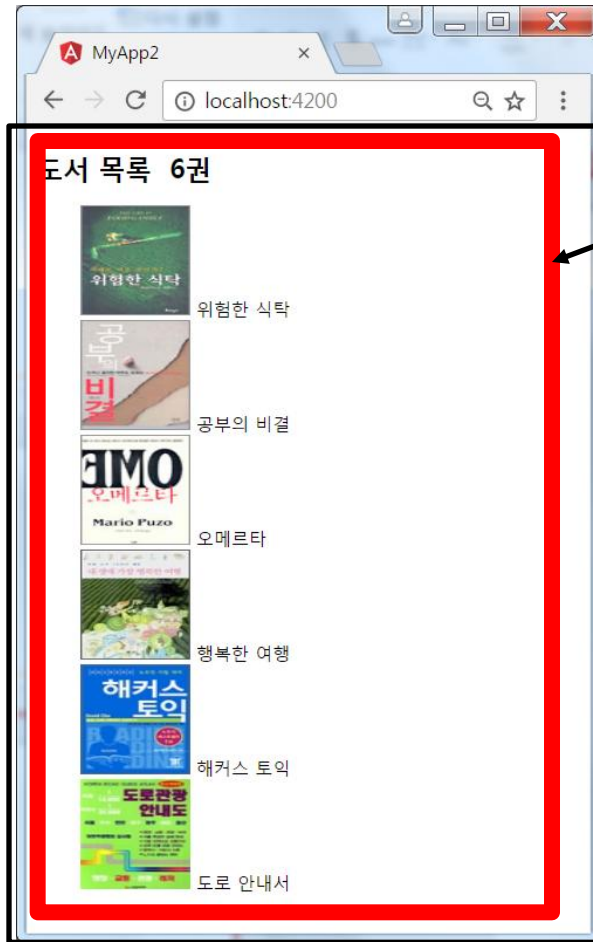 MyApp2
localhost:4200
도서 목록 6권
위험한 식탁
위험한 식탁
공부의
비결
공부의 비결
OME
오메르타
Mario Puzo
오메르타
행복한 여행
해커스
토익
해커스 토익
도로관광
안내도
도로 안내서